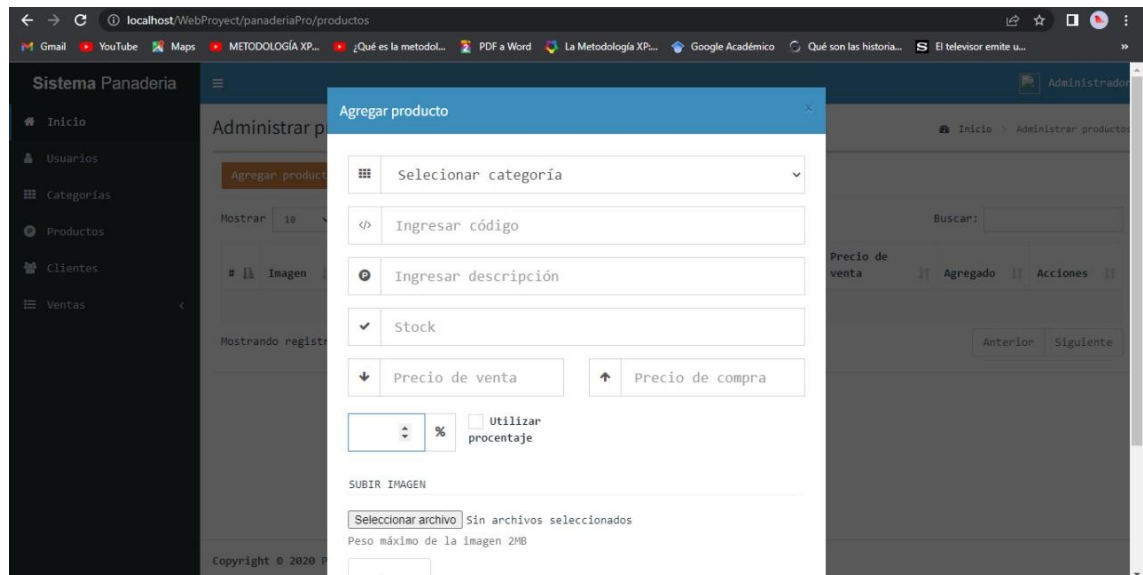 localhost/WebProyect/panaderiaPro/productos
Gmail YouTube Maps METODOLOGÍA XP... ¿Qué es la metodol... PDF a Word La Metodología XP:... Google Académico Qué son las historia... El televisor emite u... »
Sistema Panaderia
Administrador
Inicio
Usuarios
Categorías
Productos
Clientes
Ventas
Administrar p
Inicio Administrar productos
Agregar product
Mostrar 10
Buscar:
# Imagen
Precio de
venta Agregado Acciones
Mostrando registr
Anterior Siguiente
Copyright © 2020 P
Agregar producto x
Selecionar categoría
Ingresar código
Ingresar descripción
Stock
Precio de venta Precio de compra
% Utilizar
procentaje
SUBIR IMAGEN
Seleccionar archivo Sin archivos seleccionados
Peso máximo de la imagen 2MB